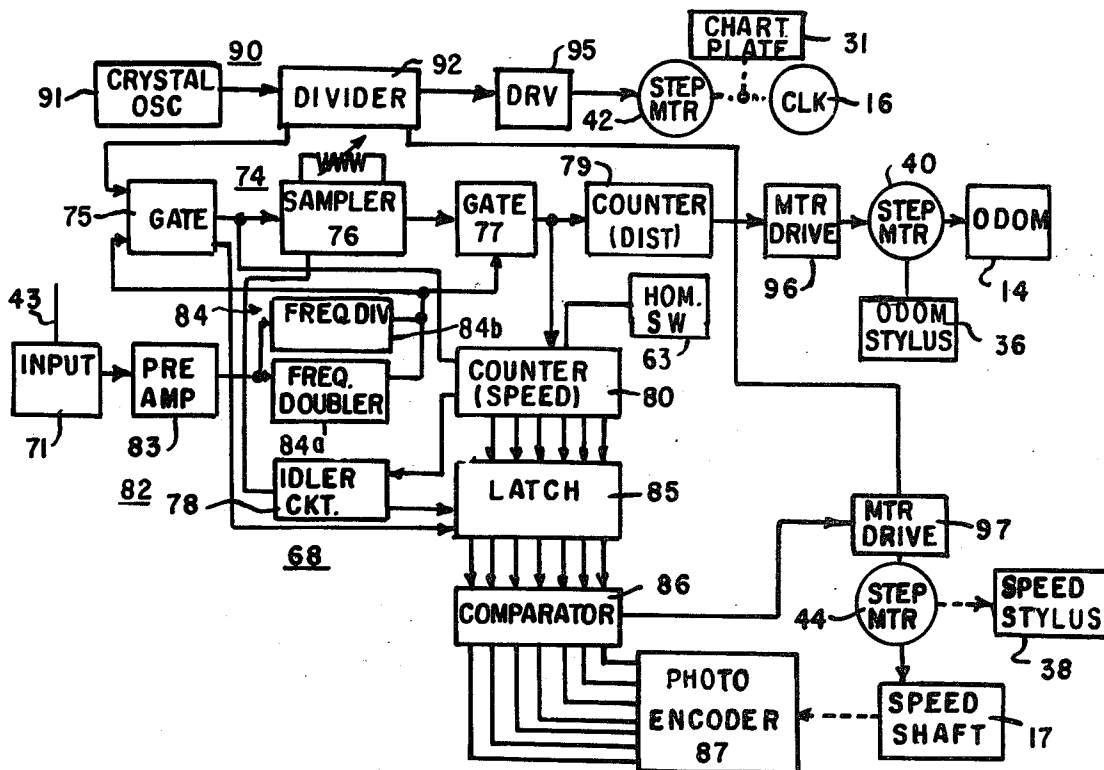 CHART
PLATE
31
90
92
95
91
CRYSTAL
OSC
DIVIDER
DRV
STEP
MTR
42
CLK
16
74
79
40
75
GATE
SAMPLER
76
GATE
77
COUNTER
(DIST)
MTR
DRIVE
96
STEP
MTR
ODOM
14
43
84
FREQ DIV
84b
HOM.
SW
63
ODOM
STYLUS
36
INPUT
71
PRE
AMP
83
FREQ.
DOUBLER
84a
COUNTER
(SPEED)
80
82
IDLER
CKT.
78
LATCH
85
68
MTR
DRIVE
97
COMPARATOR
86
STEP
MTR
44
SPEED
STYLUS
38
PHOTO
ENCODER
87
SPEED
SHAFT
17